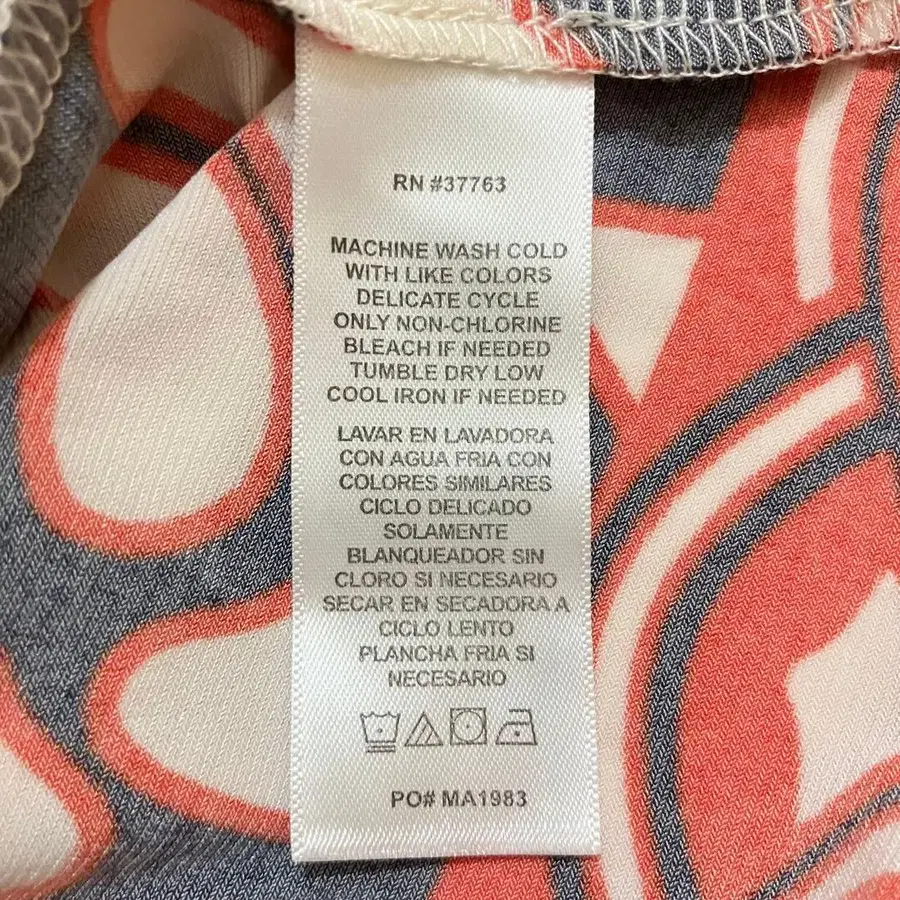 RN #37763
MACHINE WASH COLD
WITH LIKE COLORS
DELICATE CYCLE
ONLY NON-CHLORINE
BLEACH IF NEEDED
TUMBLE DRY LOW
COOL IRON IF NEEDED
LAVAR EN LAVADORA
CON AGUA FRIA CON
COLORES SIMILARES
CICLO DELICADO
SOLAMENTE
BLANQUEADOR SIN
CLORO SI NECESARIO
SECAR EN SECADORA A
CICLO LENTO
PLANCHA FRIA SI
NECESARIO
PO# MA1983